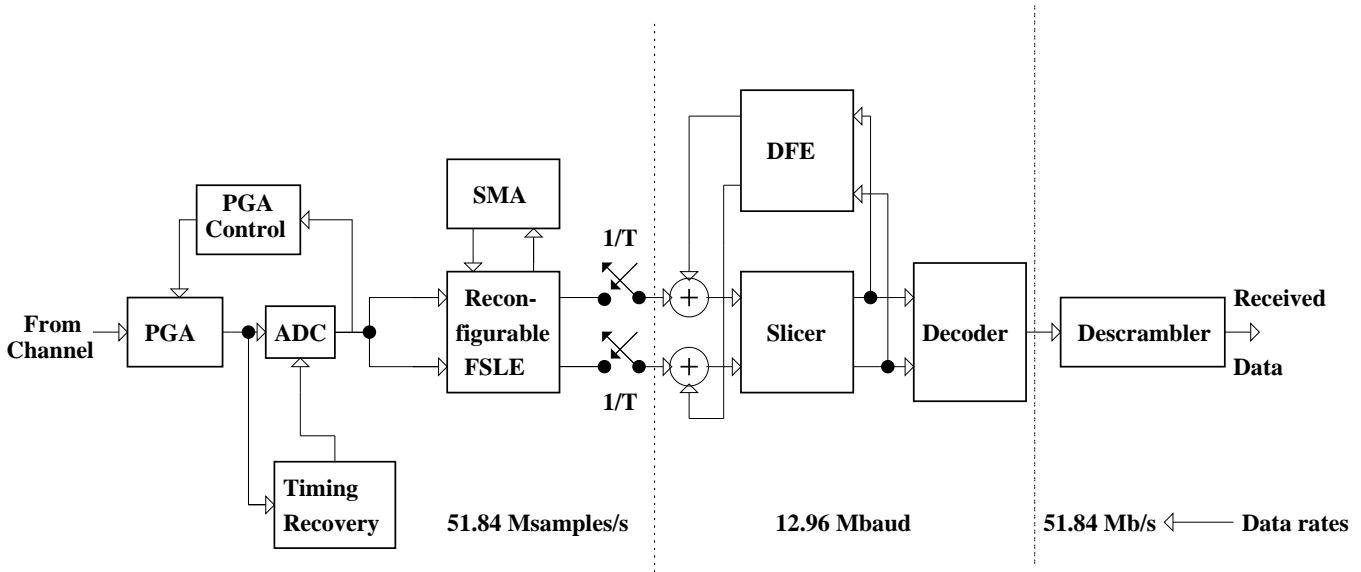 From
Channel
PGA
PGA
Control
ADC
Timing
Recovery
SMA
Recon-
figurable
FSLE
1/T
1/T
+
+
DFE
Slicer
Decoder
Descrambler
Received
Data
51.84 Msamples/s
12.96 Mbaud
51.84 Mb/s
Data rates